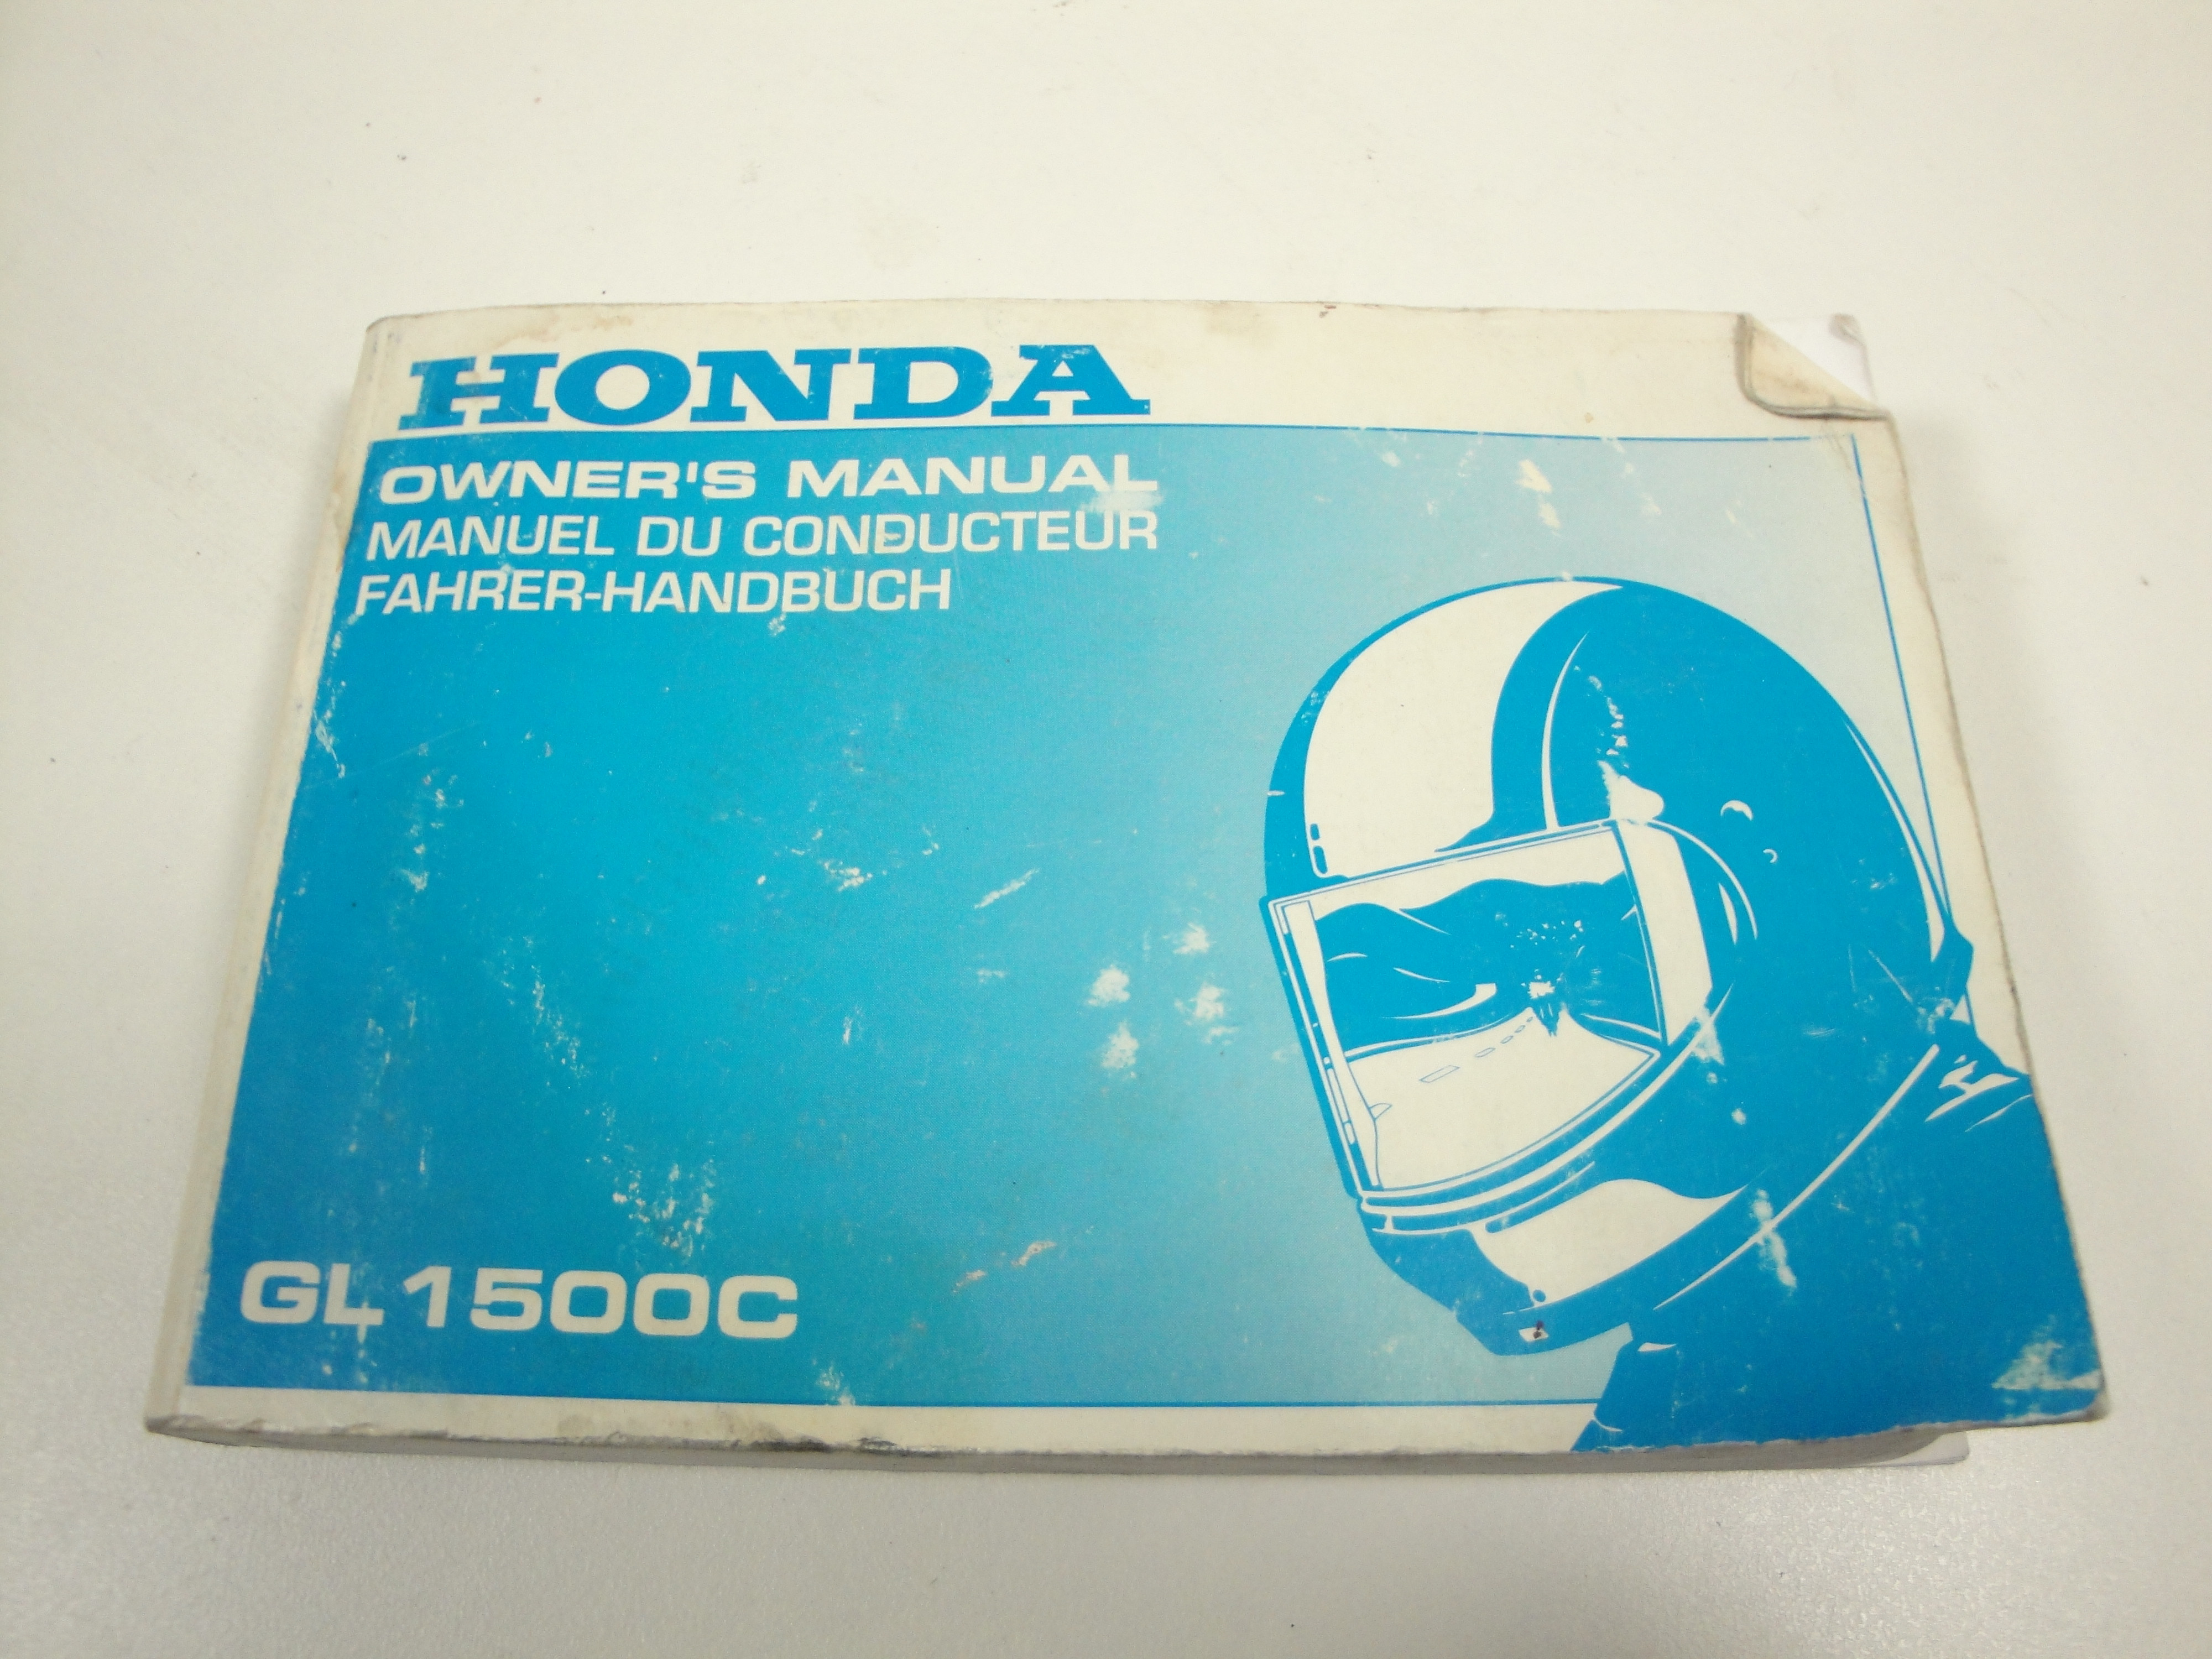 HONDA
OWNER'S MANUAL
MANUEL DU CONDUCTEUR
FAHRER-HANDBUCH
GL1500C